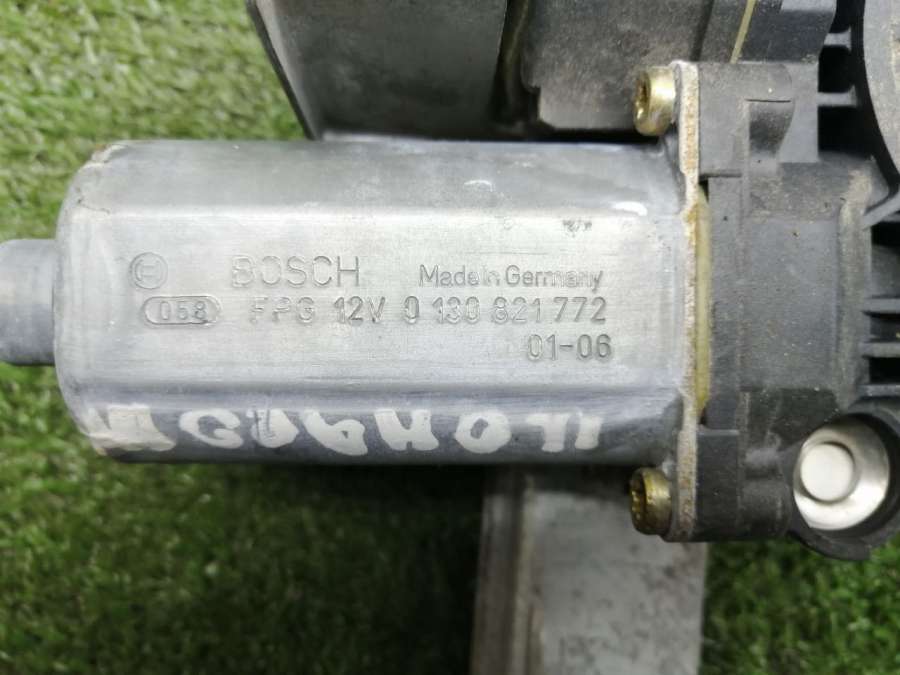 BOSCH Made in Germany
058 FPG 12V 0 130 821 772
01-06